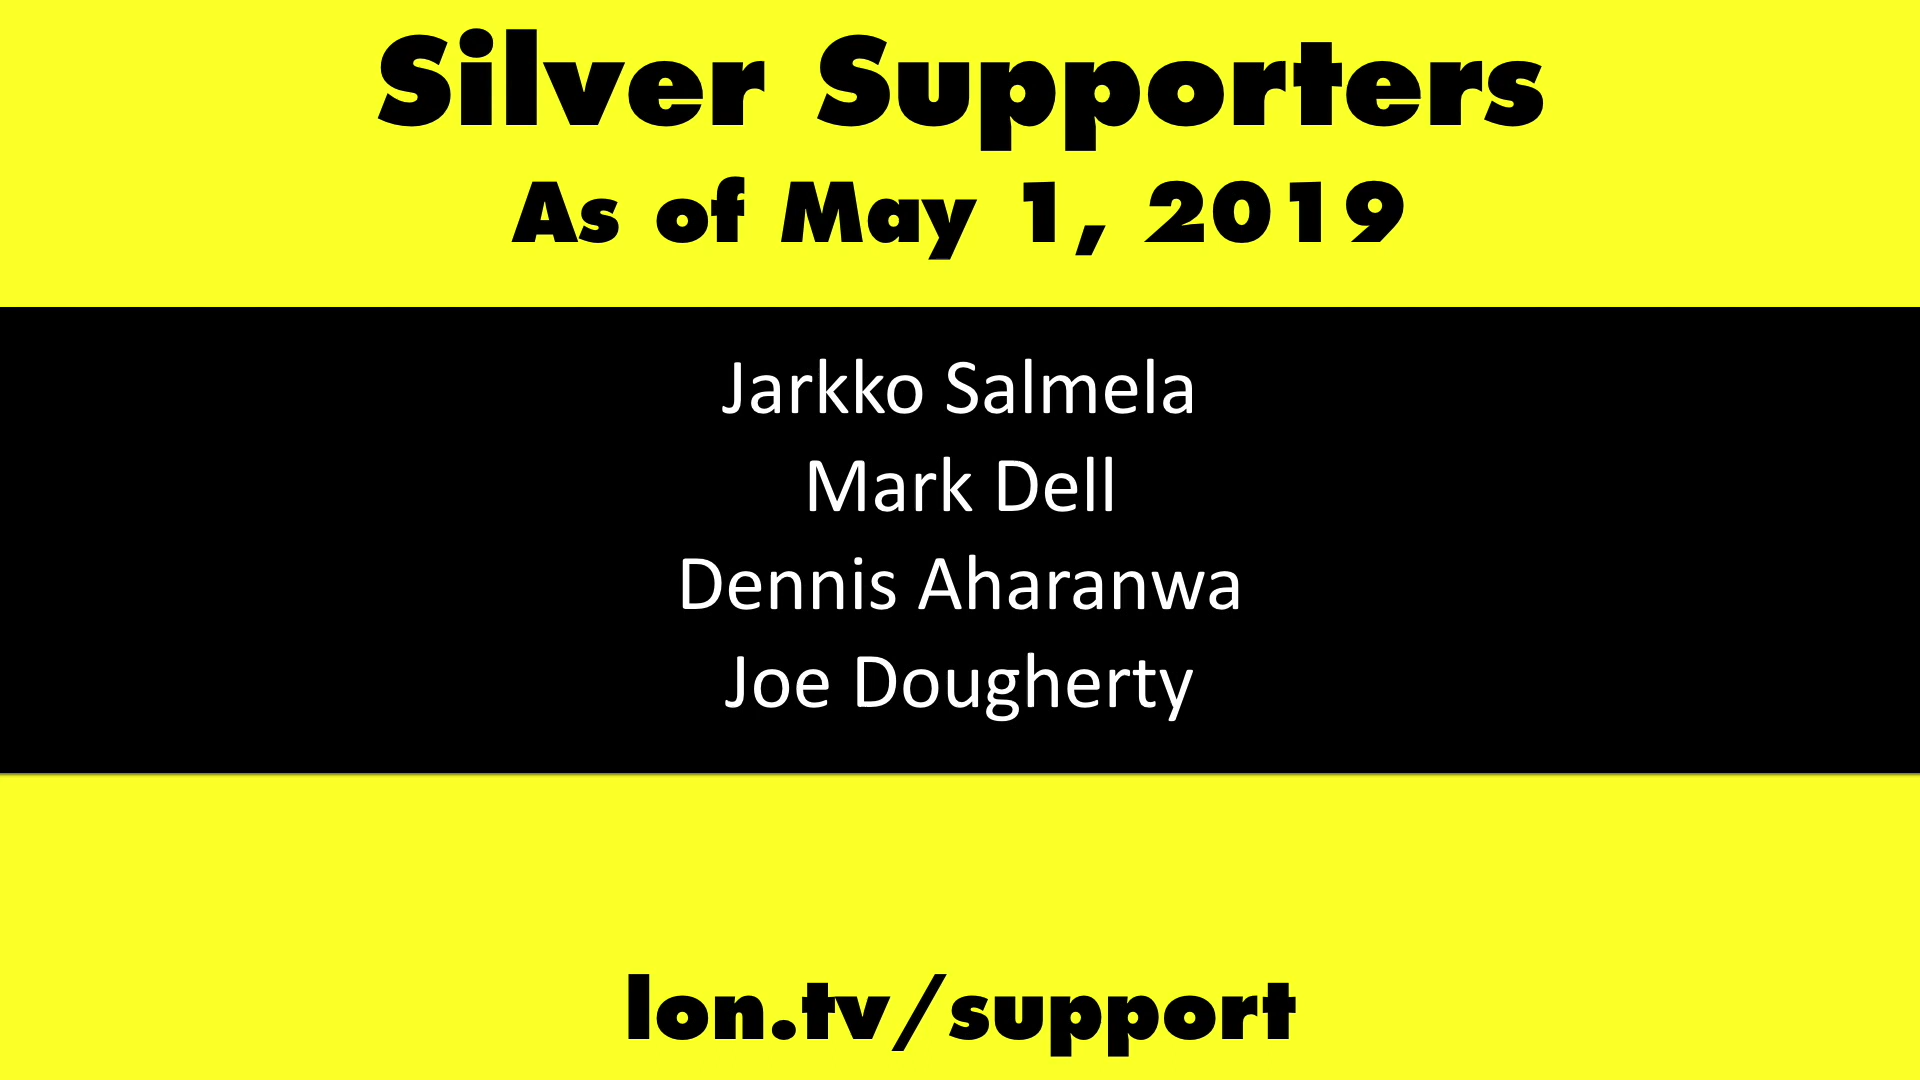 Silver Supporters
As of May 1, 2019
Jarkko Salmela
Mark Dell
Dennis Aharanwa
Joe Dougherty
lon.tv/support